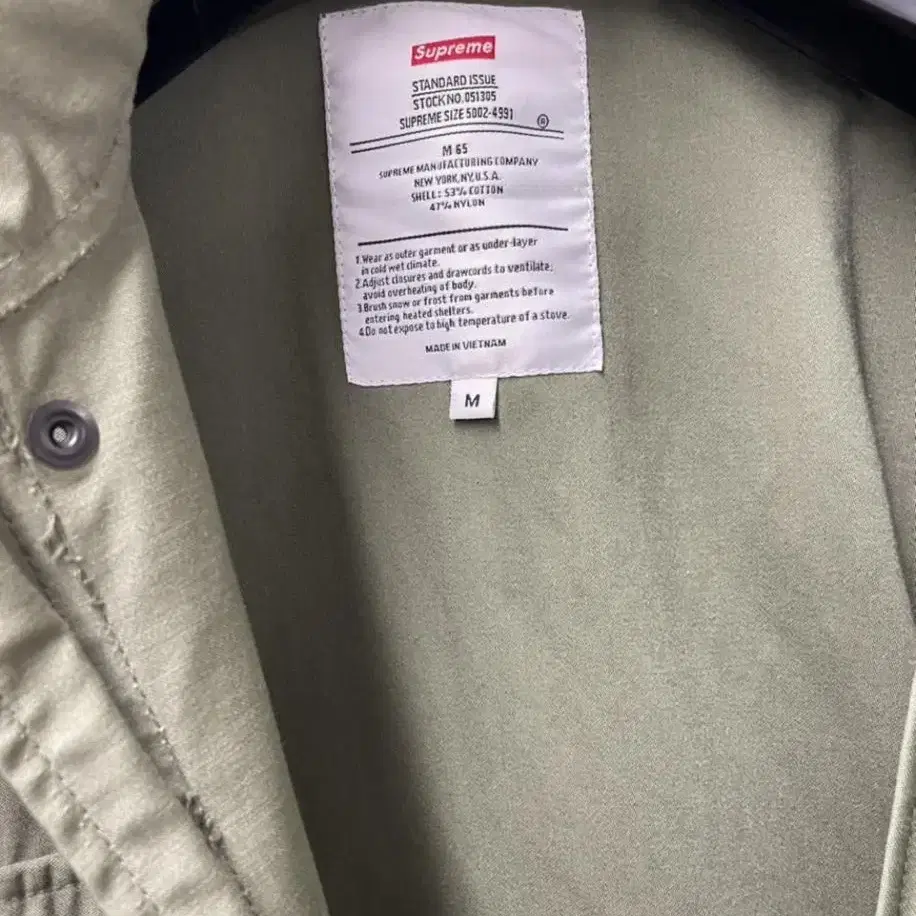 Supreme
STANDARD ISSUE
STOCK NO. 051305
SUPREME SIZE 5002-4991 ®
M 65
SUPREME MANUFACTURING COMPANY
NEW YORK, NY, U.S.A.
SHELL: 53% COTTON
47% NYLON
1.Wear as outer garment or as under-layer
in cold wet climate.
2.Adjust closures and drawcords to ventilate;
avoid overheating of body.
3.Brush snow or frost from garments before
entering heated shelters.
4.Do not expose to high temperature of a stove.
MADE IN VIETNAM
M